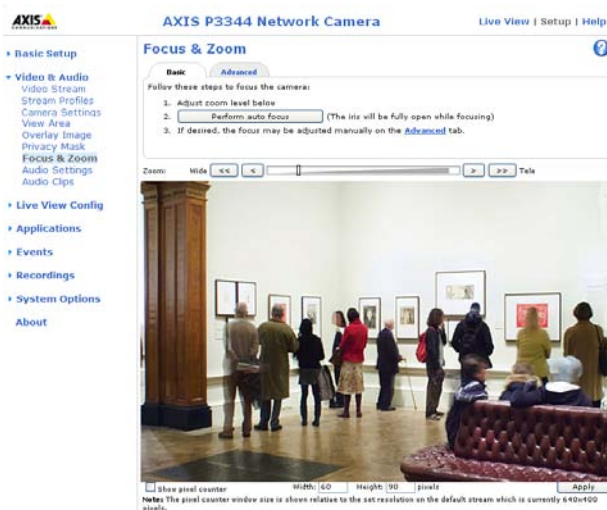 AXIS
COMMUNICATIONS
AXIS P3344 Network Camera
Live View | Setup | Help
Basic Setup
Video & Audio
Video Stream
Stream Profiles
Camera Settings
View Area
Overlay Image
Privacy Mask
Focus & Zoom
Audio Settings
Audio Clips
Live View Config
Applications
Events
Recordings
System Options
About
Focus & Zoom
?
Basic Advanced
Follow these steps to focus the camera:
1. Adjust zoom level below
2. Perform auto focus (The iris will be fully open while focusing)
3. If desired, the focus may be adjusted manually on the Advanced tab.
Zoom: Wide << < > >> Tele
Show pixel counter Width: 60 Height: 90 pixels Apply
Note: The pixel counter window size is shown relative to the set resolution on the default stream which is currently 640x400
pixels.